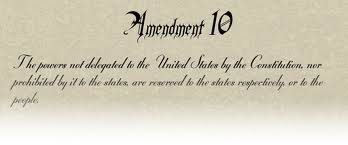 Amendment 10
The powers not delegated to the United States by the Constitution, nor
prohibited by it to the states, are reserved to the states respectively, or to the
people.